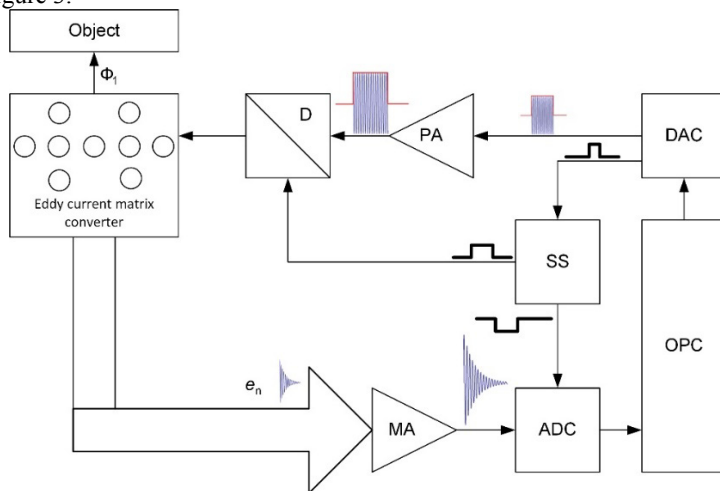 Object
Φ1
D
PA
DAC
Eddy current matrix
converter
SS
OPC
en
MA
ADC